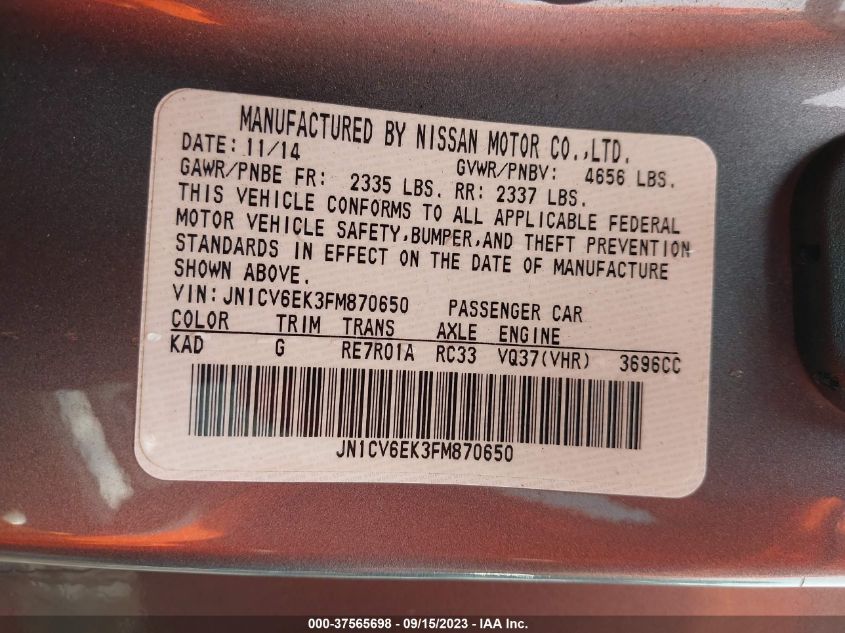 MANUFACTURED BY NISSAN MOTOR CO.,LTD.
DATE: 11/14 GVWR/PNBV: 4656 LBS.
GAWR/PNBE FR: 2335 LBS. RR: 2337 LBS.
THIS VEHICLE CONFORMS TO ALL APPLICABLE FEDERAL
MOTOR VEHICLE SAFETY,BUMPER,AND THEFT PREVENTION
STANDARDS IN EFFECT ON THE DATE OF MANUFACTURE
SHOWN ABOVE.
VIN: JN1CV6EK3FM870650 PASSENGER CAR
COLOR TRIM TRANS AXLE ENGINE
KAD G RE7R01A RC33 VQ37(VHR) 3696CC
JN1CV6EK3FM870650
000-37565698 - 09/15/2023 - IAA Inc.